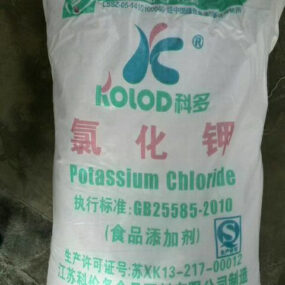 ®
KOLOD科多
氯化钾
Potassium Chloride
执行标准:GB25585-2010
(食品添加剂)
生产许可证号:苏XK13-217-00012